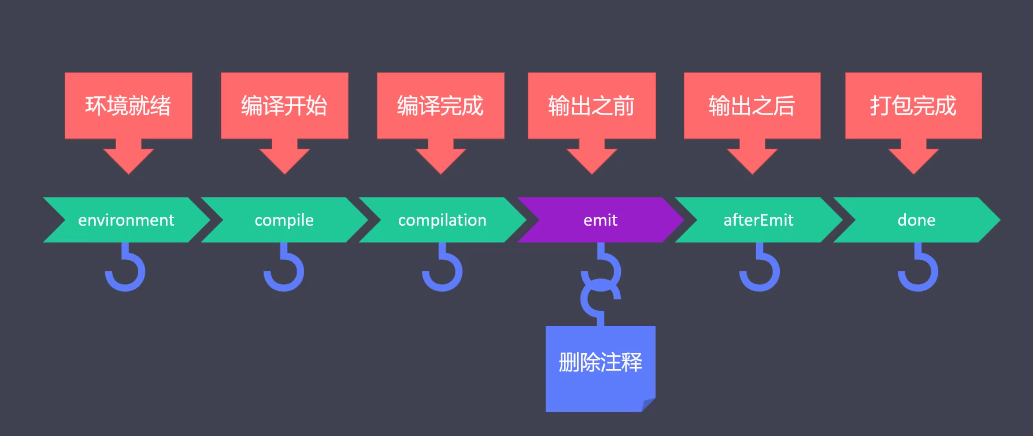 环境就绪
编译开始
编译完成
输出之前
输出之后
打包完成
environment
compile
compilation
emit
afterEmit
done
删除注释